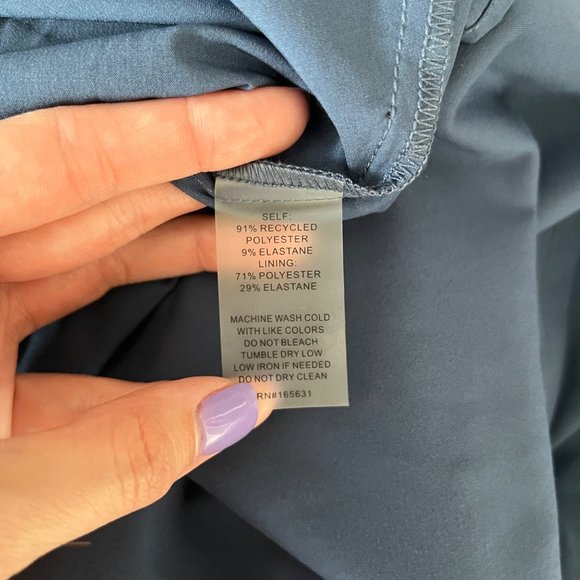 SELF:
91% RECYCLED
POLYESTER
9% ELASTANE
LINING:
71% POLYESTER
29% ELASTANE
MACHINE WASH COLD
WITH LIKE COLORS
DO NOT BLEACH
TUMBLE DRY LOW
LOW IRON IF NEEDED
DO NOT DRY CLEAN
RN#165631